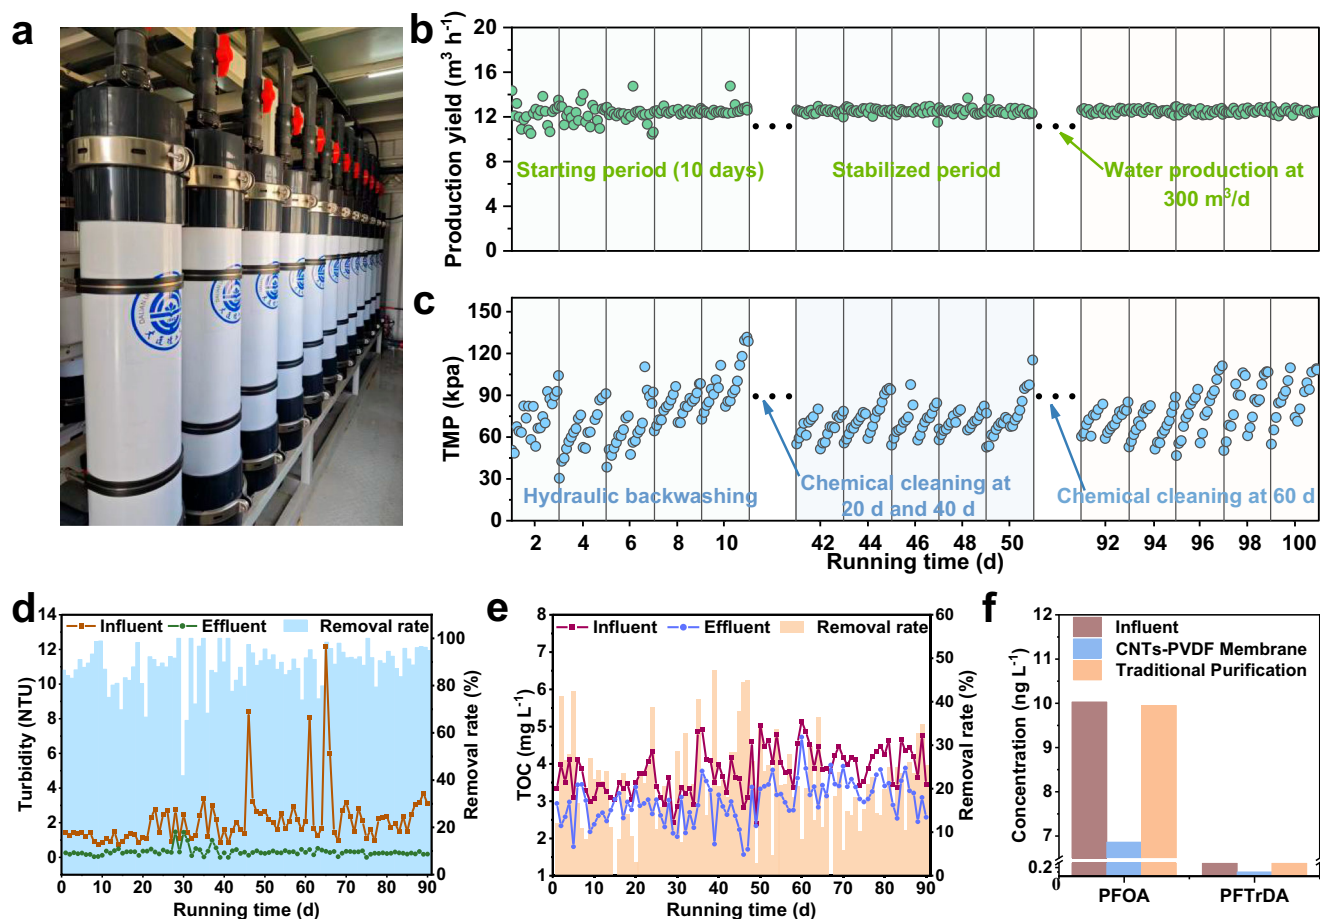 a
b
Production yield (m³ h⁻¹)
20
16
12
8
4
0
Starting period (10 days)
Stabilized period
Water production at
300 m³/d
c
TMP (kpa)
150
120
90
60
30
0
Hydraulic backwashing
Chemical cleaning at
20 d and 40 d
Chemical cleaning at 60 d
2 4 6 8 10 42 44 46 48 50 92 94 96 98 100
Running time (d)
d
Turbidity (NTU)
14
12
10
8
6
4
2
0
Influent Effluent Removal rate
100
80
60
40
20
0
Removal rate (%)
0 10 20 30 40 50 60 70 80 90
Running time (d)
e
TOC (mg L⁻¹)
8
7
6
5
4
3
2
1
Influent Effluent Removal rate
60
50
40
30
20
10
0
Removal rate (%)
0 10 20 30 40 50 60 70 80 90
Running time (d)
f
Concentration (ng L⁻¹)
12
11
10
9
8
7
0.2
0
Influent
CNTs-PVDF Membrane
Traditional Purification
PFOA PFTrDA